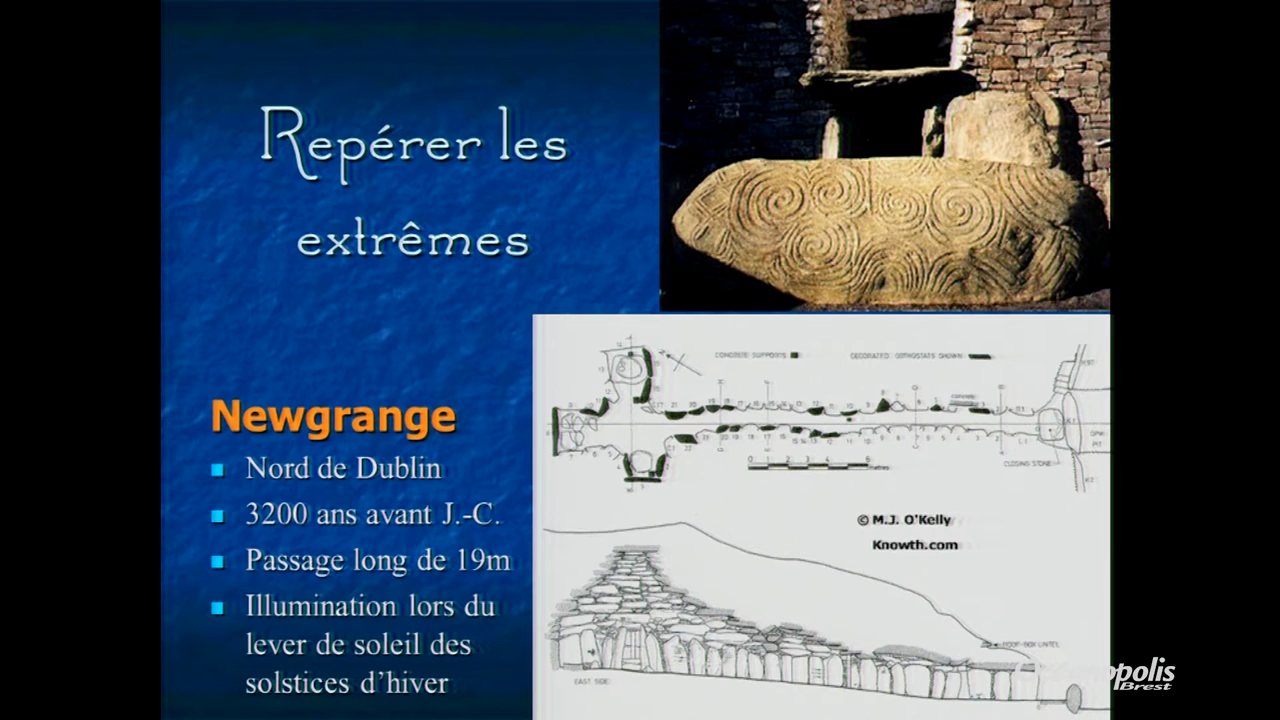 Repérer les
extrêmes
Newgrange
Nord de Dublin
3200 ans avant J.-C.
Passage long de 19m
Illumination lors du
lever de soleil des
solstices d'hiver
CONCRETE SUPPORTS
DECORATED ORTHOSTATS SHOWN
CLOSING STONE
© M.J. O'Kelly
Knowth.com
ROOF-BOX LINTEL
EAST SIDE
Brest